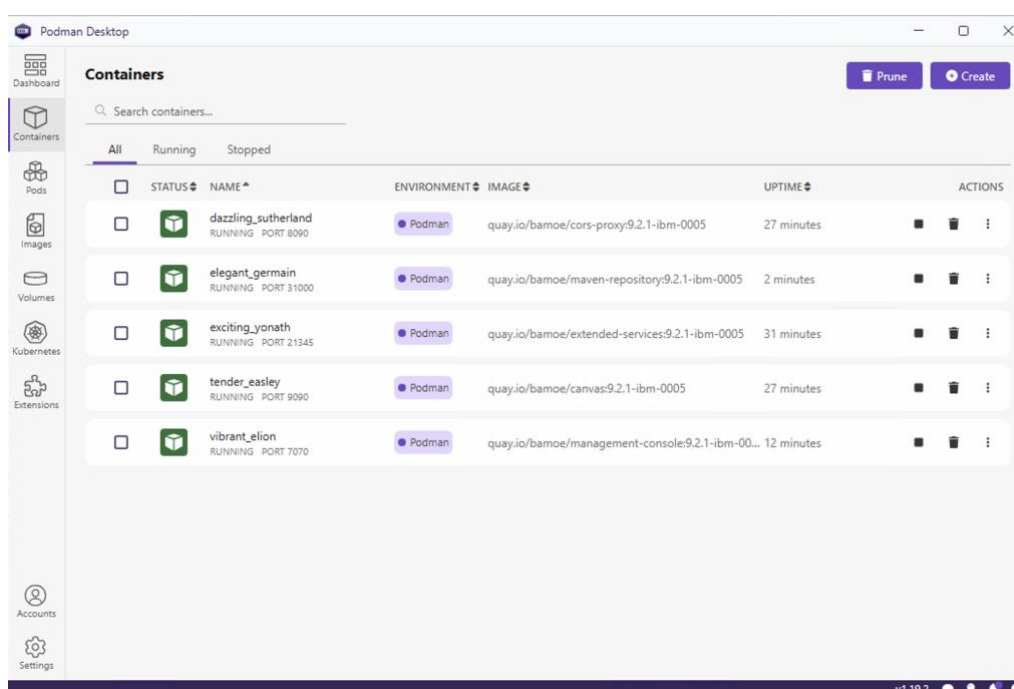 Podman Desktop
Dashboard
Containers
Pods
Images
Volumes
Kubernetes
Extensions
Accounts
Settings
Containers
Prune
Create
Search containers...
All Running Stopped
STATUS NAME ENVIRONMENT IMAGE UPTIME ACTIONS
dazzling_sutherland
RUNNING PORT 8090
Podman quay.io/bamoe/cors-proxy:9.2.1-ibm-0005 27 minutes
elegant_germain
RUNNING PORT 31000
Podman quay.io/bamoe/maven-repository:9.2.1-ibm-0005 2 minutes
exciting_yonath
RUNNING PORT 21345
Podman quay.io/bamoe/extended-services:9.2.1-ibm-0005 31 minutes
tender_easley
RUNNING PORT 9090
Podman quay.io/bamoe/canvas:9.2.1-ibm-0005 27 minutes
vibrant_elion
RUNNING PORT 7070
Podman quay.io/bamoe/management-console:9.2.1-ibm-00... 12 minutes